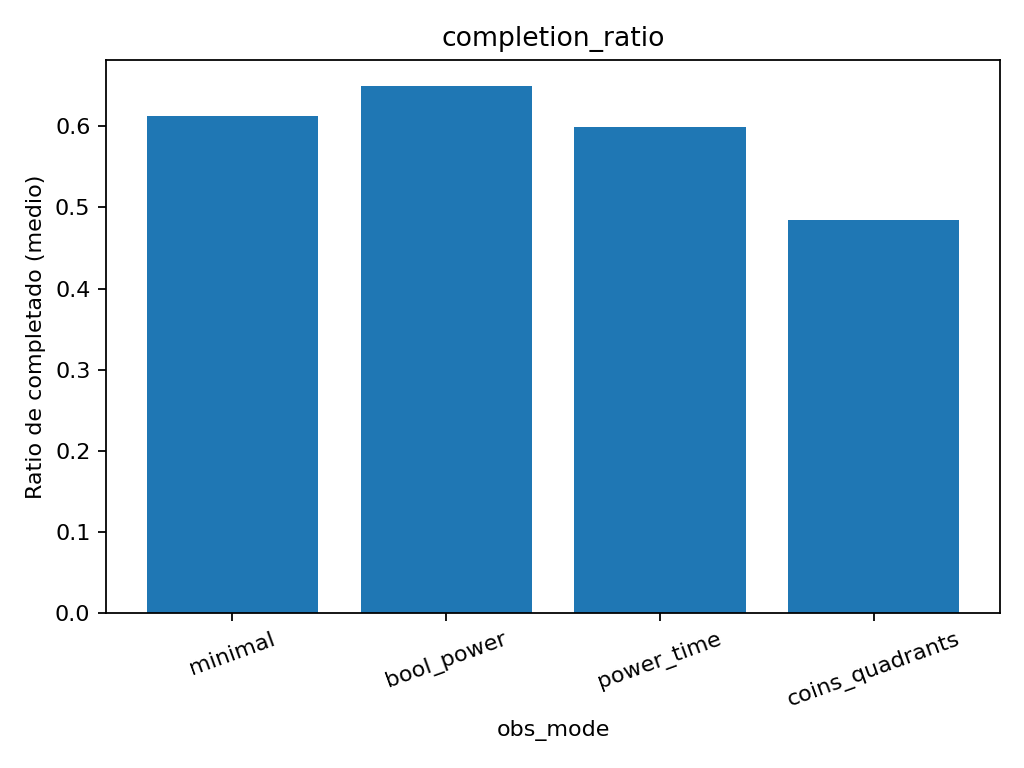 completion_ratio
Ratio de completado (medio)
0.6
0.5
0.4
0.3
0.2
0.1
0.0
minimal
bool_power
power_time
coins_quadrants
obs_mode